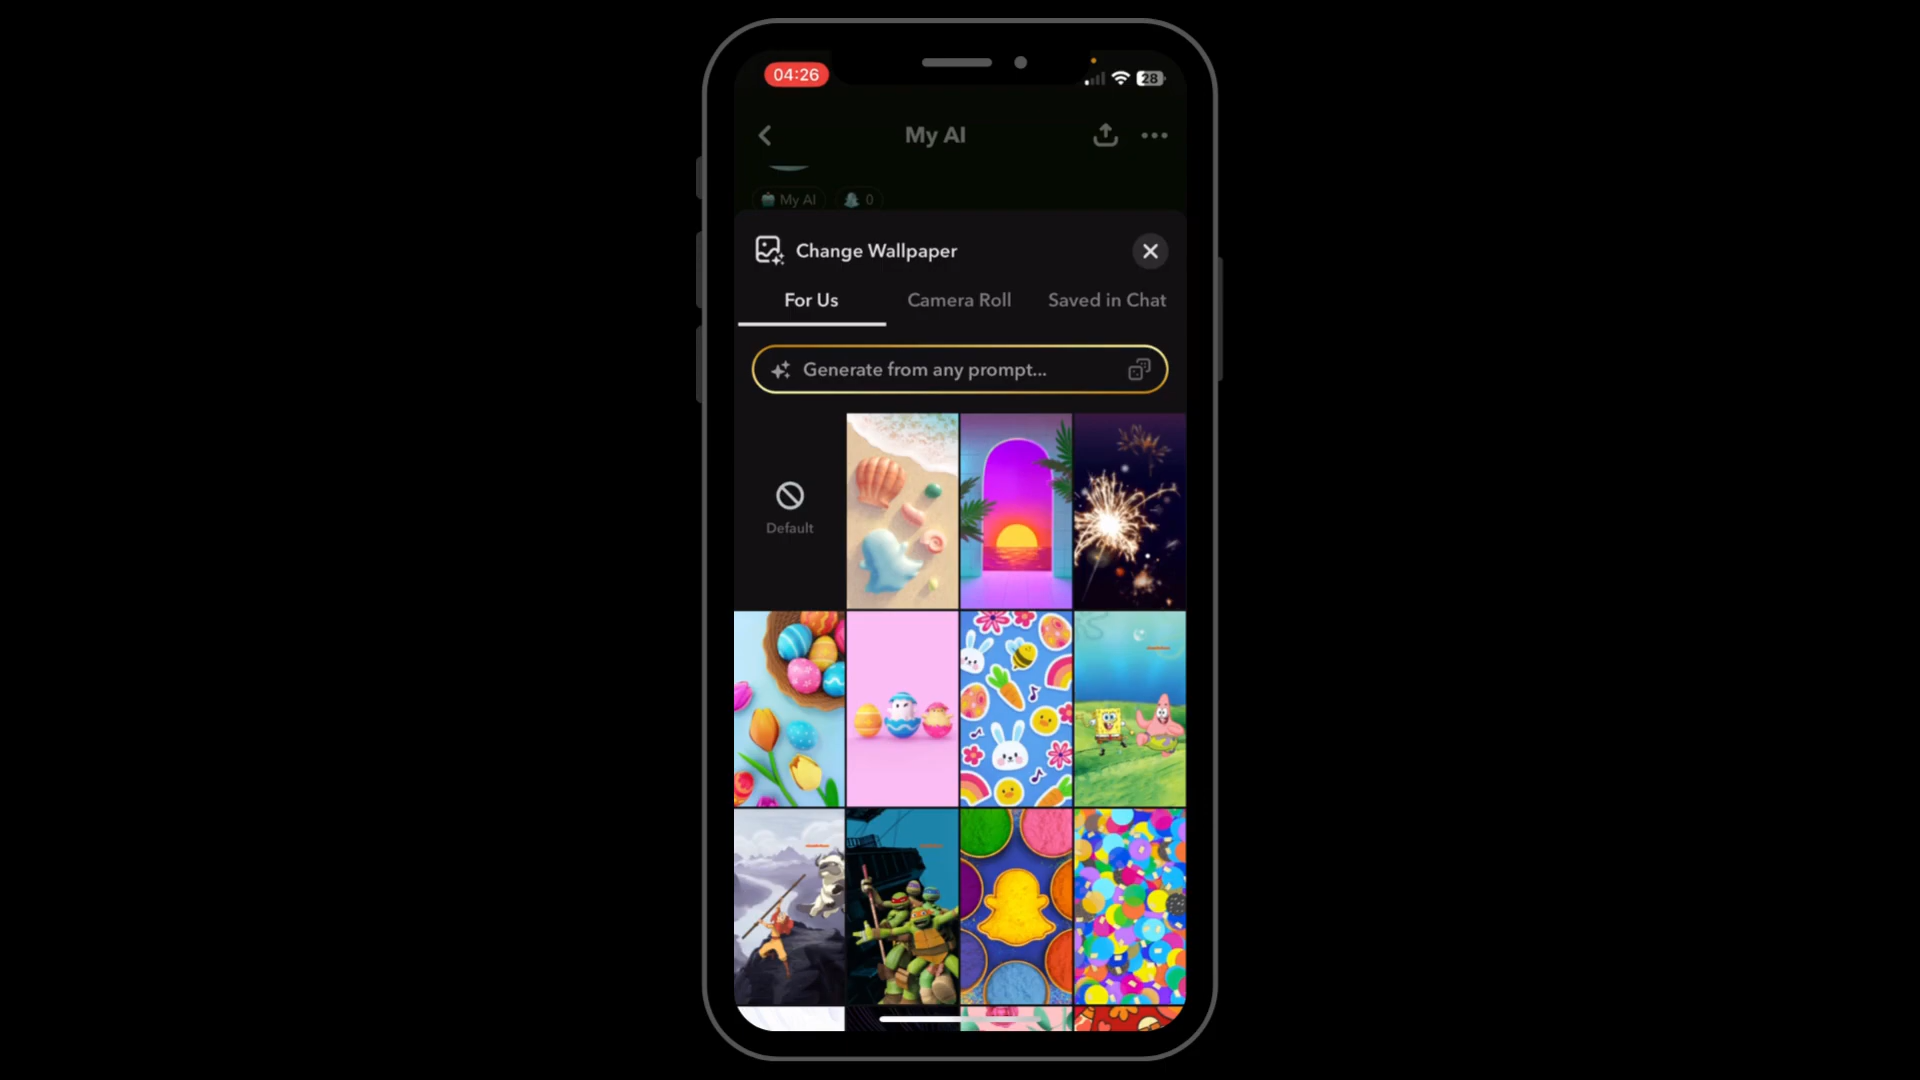 04:26
28
My AI
My AI
0
Change Wallpaper
For Us
Camera Roll
Saved in Chat
Generate from any prompt...
Default